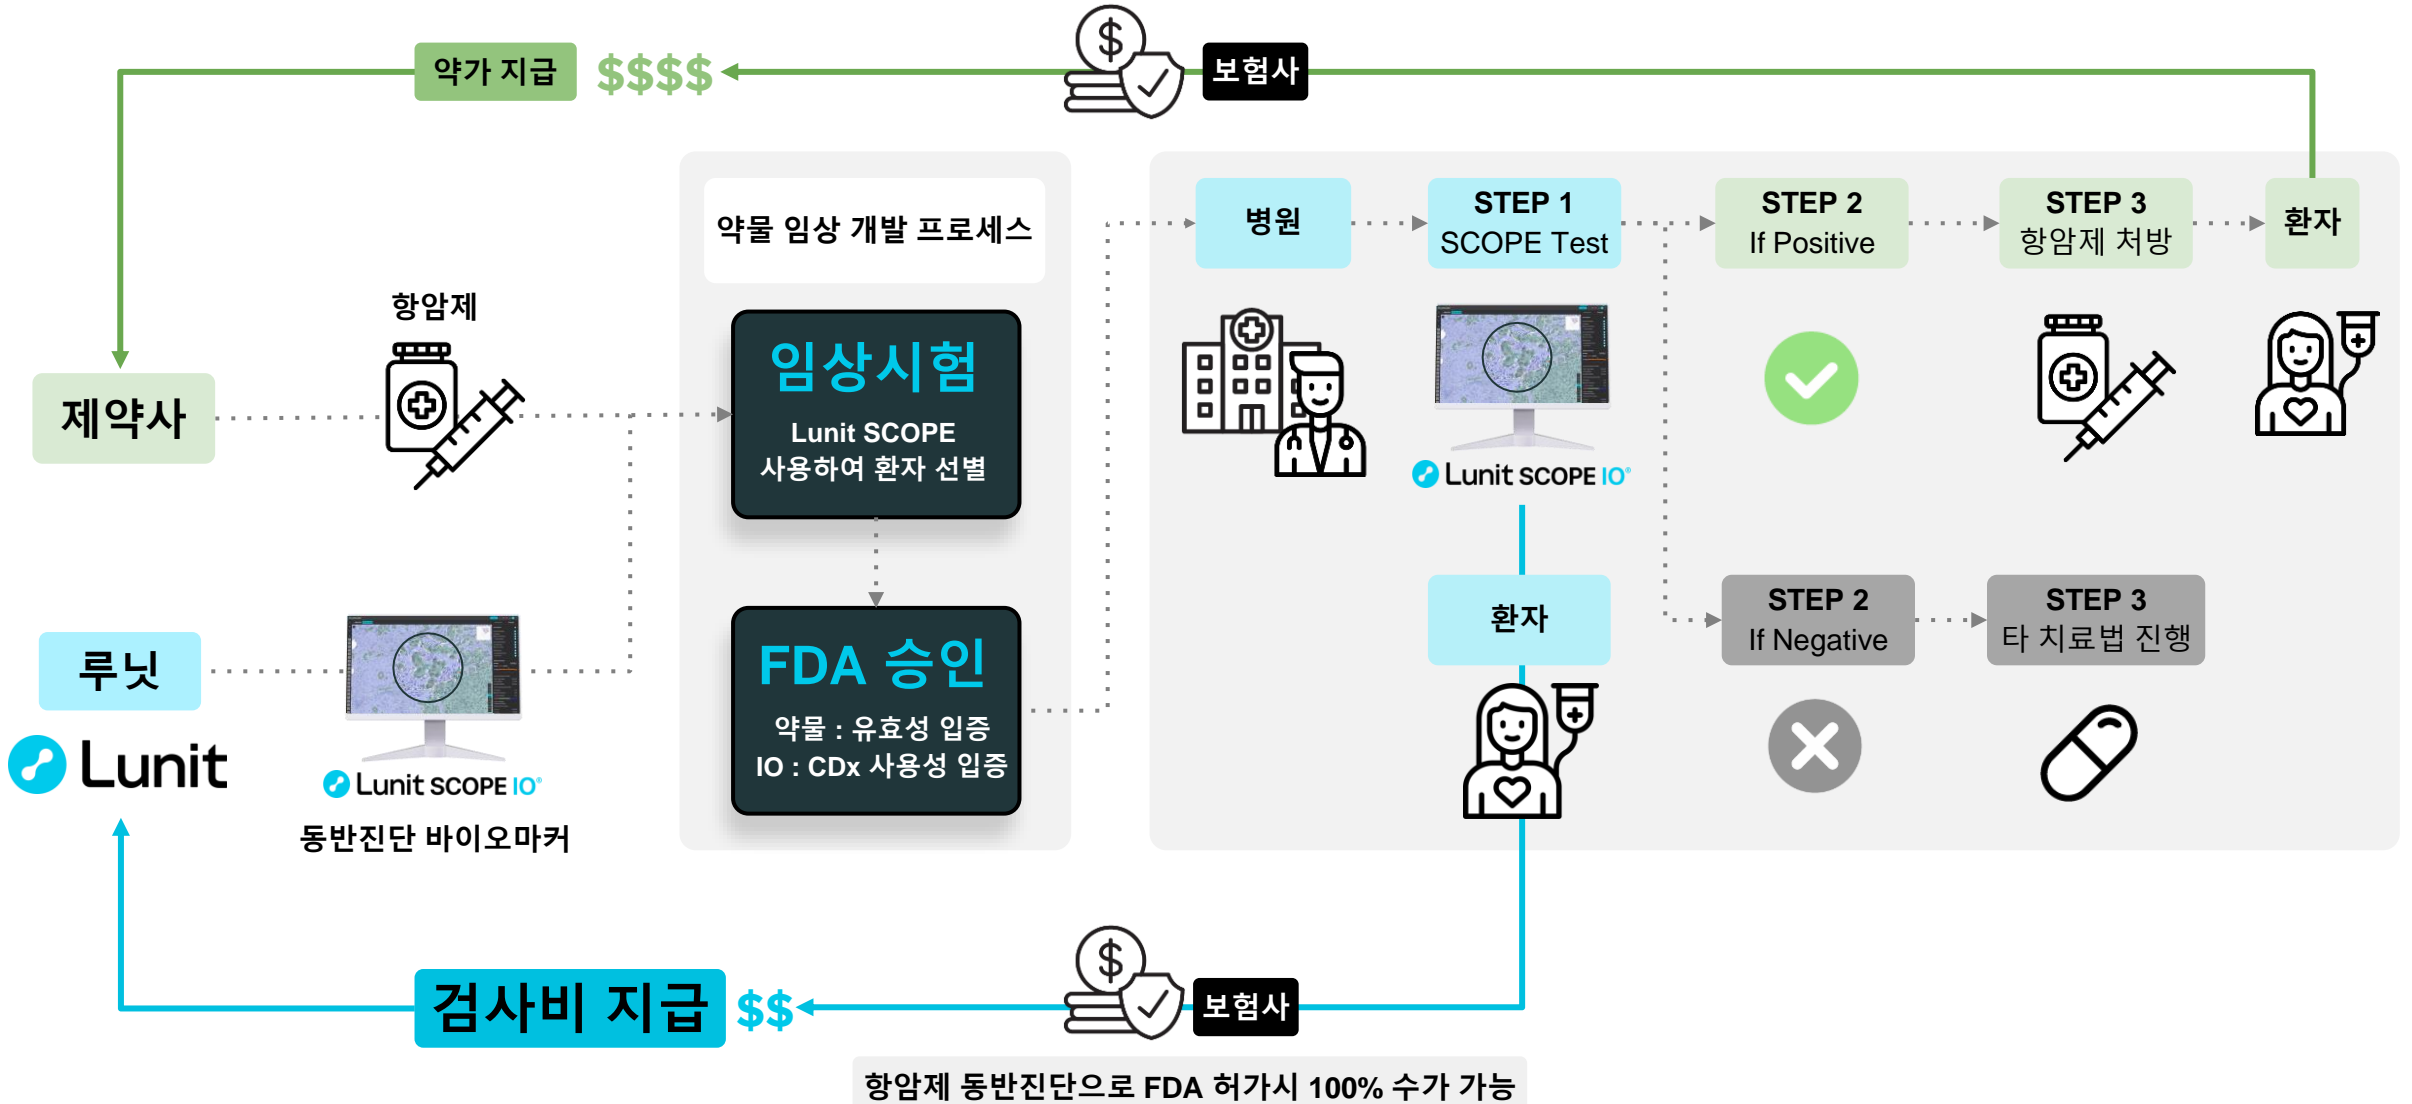 약가 지급
$$$$
$
보험사
약물 임상 개발 프로세스
병원
STEP 1
SCOPE Test
STEP 2
If Positive
STEP 3
항암제 처방
환자
항암제
제약사
임상시험
Lunit SCOPE
사용하여 환자 선별
Lunit SCOPE IO®
FDA 승인
약물 : 유효성 입증
IO : CDx 사용성 입증
환자
STEP 2
If Negative
STEP 3
타 치료법 진행
루닛
Lunit
Lunit SCOPE IO®
동반진단 바이오마커
검사비 지급
$$
$
보험사
항암제 동반진단으로 FDA 허가시 100% 수가 가능